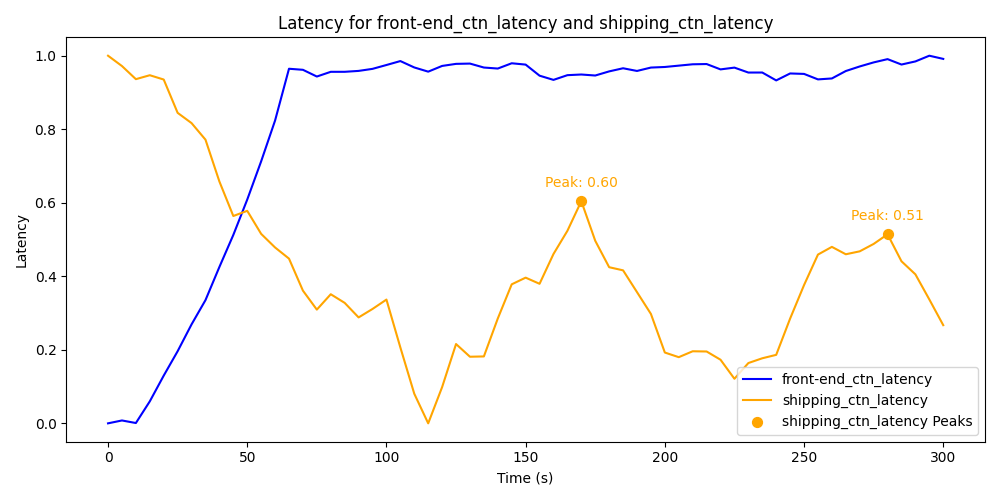 Latency for front-end_ctn_latency and shipping_ctn_latency
1.0
0.8
0.6
0.4
0.2
0.0
Latency
Peak: 0.60
Peak: 0.51
front-end_ctn_latency
shipping_ctn_latency
shipping_ctn_latency Peaks
0 50 100 150 200 250 300
Time (s)